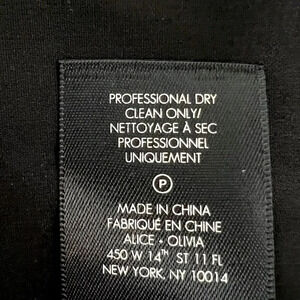 PROFESSIONAL DRY
CLEAN ONLY/
NETTOYAGE À SEC
PROFESSIONNEL
UNIQUEMENT
P
MADE IN CHINA
FABRIQUÉ EN CHINE
ALICE + OLIVIA
450 W 14TH ST 11 FL
NEW YORK, NY 10014